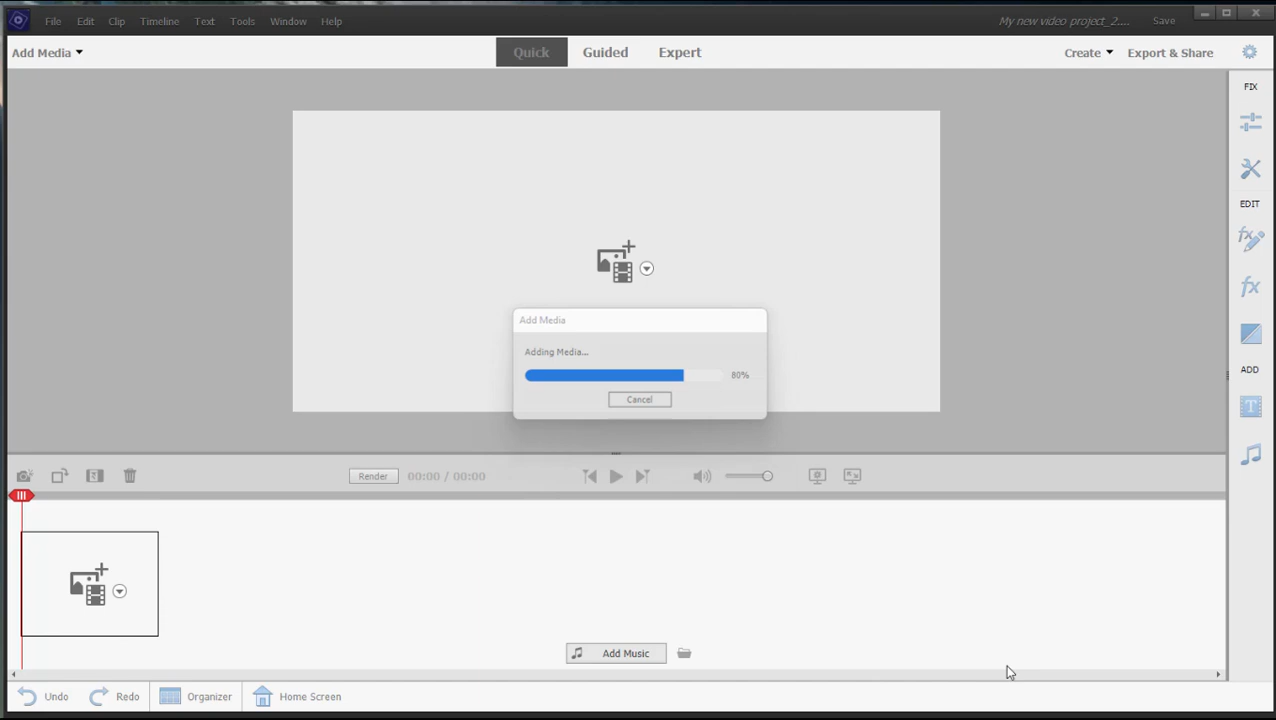 File Edit Clip Timeline Text Tools Window Help My new video project_2.... Save
Add Media Quick Guided Expert Create Export & Share
FIX
EDIT
Add Media
Adding Media...
80%
Cancel
ADD
Render 00:00 / 00:00
Add Music
Undo Redo Organizer Home Screen